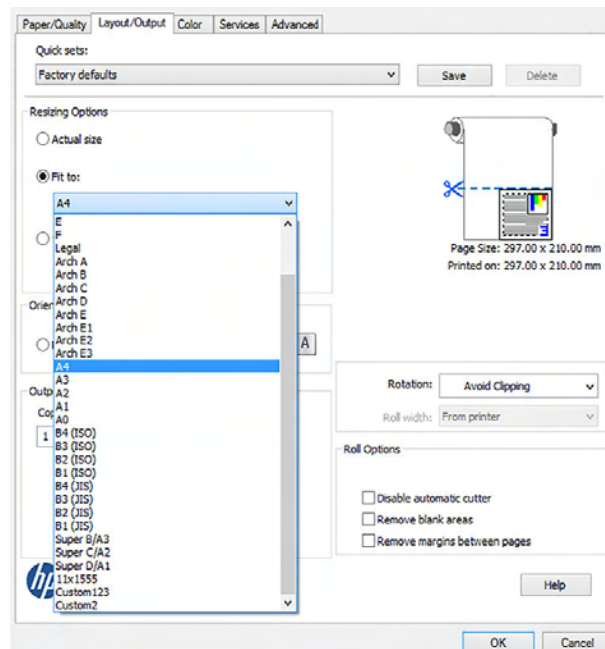 Paper/Quality Layout/Output Color Services Advanced
Quick sets:
Factory defaults
Save
Delete
Resizing Options
Actual size
Fit to:
A4
E
F
Legal
Arch A
Arch B
Arch C
Arch D
Arch E
Arch E1
Arch E2
Arch E3
A4
A3
A2
A1
A0
B4 (ISO)
B3 (ISO)
B2 (ISO)
B1 (ISO)
B4 (JIS)
B3 (JIS)
B2 (JIS)
B1 (JIS)
Super B/A3
Super C/A2
Super D/A1
11x1555
Custom123
Custom2
Orien
A
Outp
Cop
1
hp
Page Size: 297.00 x 210.00 mm
Printed on: 297.00 x 210.00 mm
Rotation: Avoid Clipping
Roll width: From printer
Roll Options
Disable automatic cutter
Remove blank areas
Remove margins between pages
Help
OK Cancel